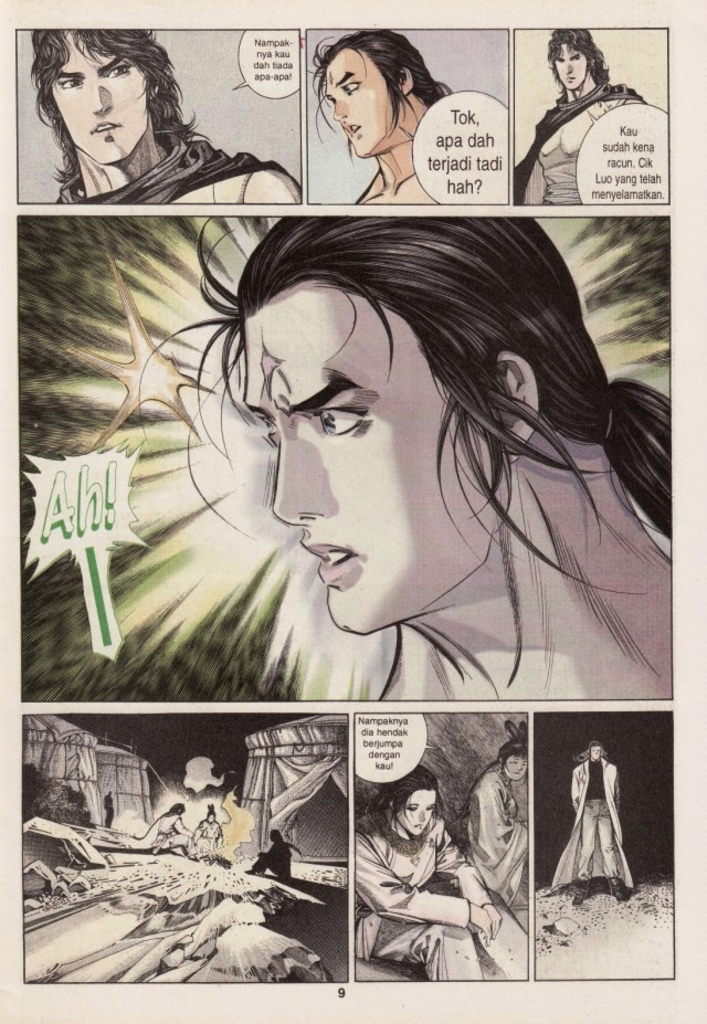 Nampak-
nya kau
dah tiada
apa-apa!
Tok,
apa dah
terjadi tadi
hah?
Kau
sudah kena
racun. Cik
Luo yang telah
menyelamatkan.
Ah!
Nampaknya
dia hendak
berjumpa
dengan
kau!
9